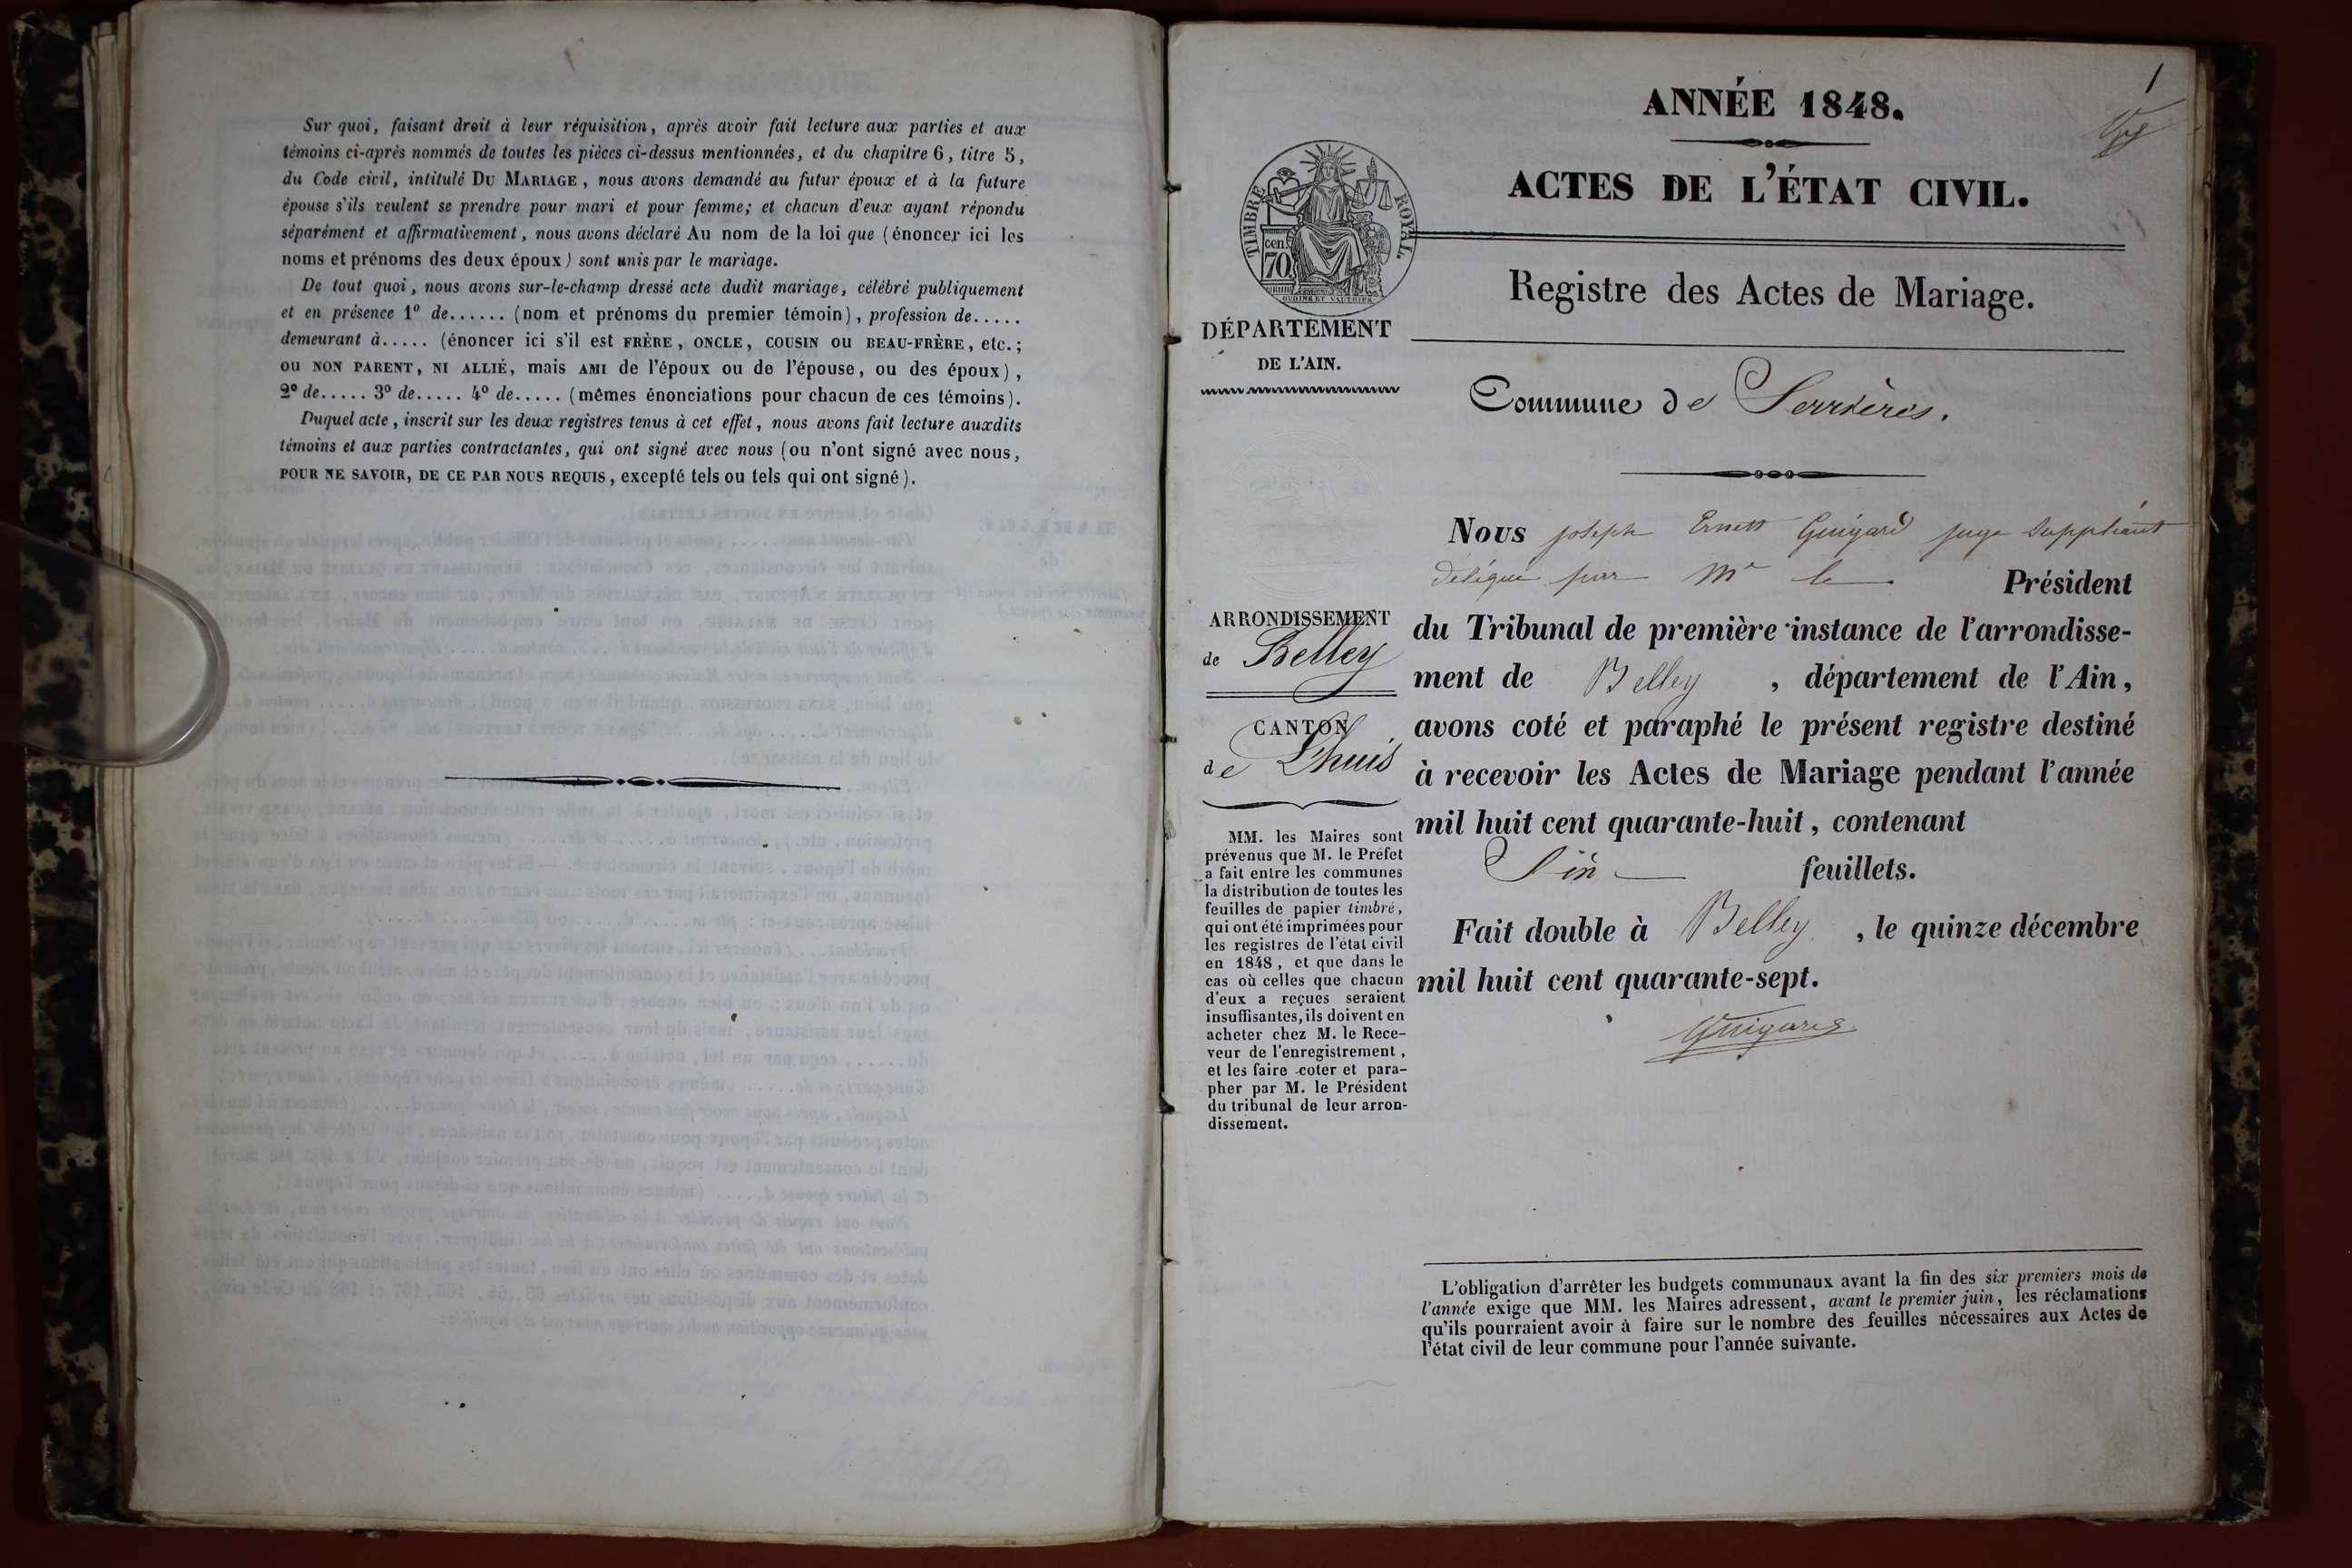 Sur quoi, faisant droit à leur réquisition, après avoir fait lecture aux parties et aux
témoins ci-après nommés de toutes les pièces ci-dessus mentionnées, et du chapitre 6, titre 5,
du Code civil, intitulé DU MARIAGE, nous avons demandé au futur époux et à la future
épouse s'ils veulent se prendre pour mari et pour femme; et chacun d'eux ayant répondu
séparément et affirmativement, nous avons déclaré Au nom de la loi que (énoncer ici les
noms et prénoms des deux époux) sont unis par le mariage.
De tout quoi, nous avons sur-le-champ dressé acte dudit mariage, célébré publiquement
et en présence 1º de...... (nom et prénoms du premier témoin), profession de.....
demeurant à..... (énoncer ici s'il est FRÈRE, ONCLE, COUSIN OU BEAU-FRÈRE, etc.;
OU NON PARENT, NI ALLIÉ, mais AMI de l'époux ou de l'épouse, ou des époux),
2º de..... 3º de..... 4º de..... (mêmes énonciations pour chacun de ces témoins).
Duquel acte, inscrit sur les deux registres tenus à cet effet, nous avons fait lecture auxdits
témoins et aux parties contractantes, qui ont signé avec nous (ou n'ont signé avec nous,
POUR NE SAVOIR, DE CE PAR NOUS REQUIS, excepté tels ou tels qui ont signé).
1
ANNÉE 1848.
ACTES DE L'ÉTAT CIVIL.
TIMBRE ROYAL.
cen.
70
OUDINE ET VAUTHIER
Registre des Actes de Mariage.
DÉPARTEMENT
DE L'AIN.
Commune de Serrières.
Nous joseph Ernest Guigard juge Suppléant
délégué par Mr le Président
du Tribunal de première instance de l'arrondisse-
ment de Belley, département de l'Ain,
avons coté et paraphé le présent registre destiné
à recevoir les Actes de Mariage pendant l'année
mil huit cent quarante-huit, contenant
feuillets.
Fait double à Belley, le quinze décembre
mil huit cent quarante-sept.
Guigard
ARRONDISSEMENT
de Belley
CANTON
de Lhuis
MM. les Maires sont
prévenus que M. le Préfet
a fait entre les communes
la distribution de toutes les
feuilles de papier timbré,
qui ont été imprimées pour
les registres de l'état civil
en 1848, et que dans le
cas où celles que chacun
d'eux a reçues seraient
insuffisantes, ils doivent en
acheter chez M. le Rece-
veur de l'enregistrement,
et les faire coter et para-
pher par M. le Président
du tribunal de leur arron-
dissement.
L'obligation d'arrêter les budgets communaux avant la fin des six premiers mois de
l'année exige que MM. les Maires adressent, avant le premier juin, les réclamations
qu'ils pourraient avoir à faire sur le nombre des feuilles nécessaires aux Actes de
l'état civil de leur commune pour l'année suivante.